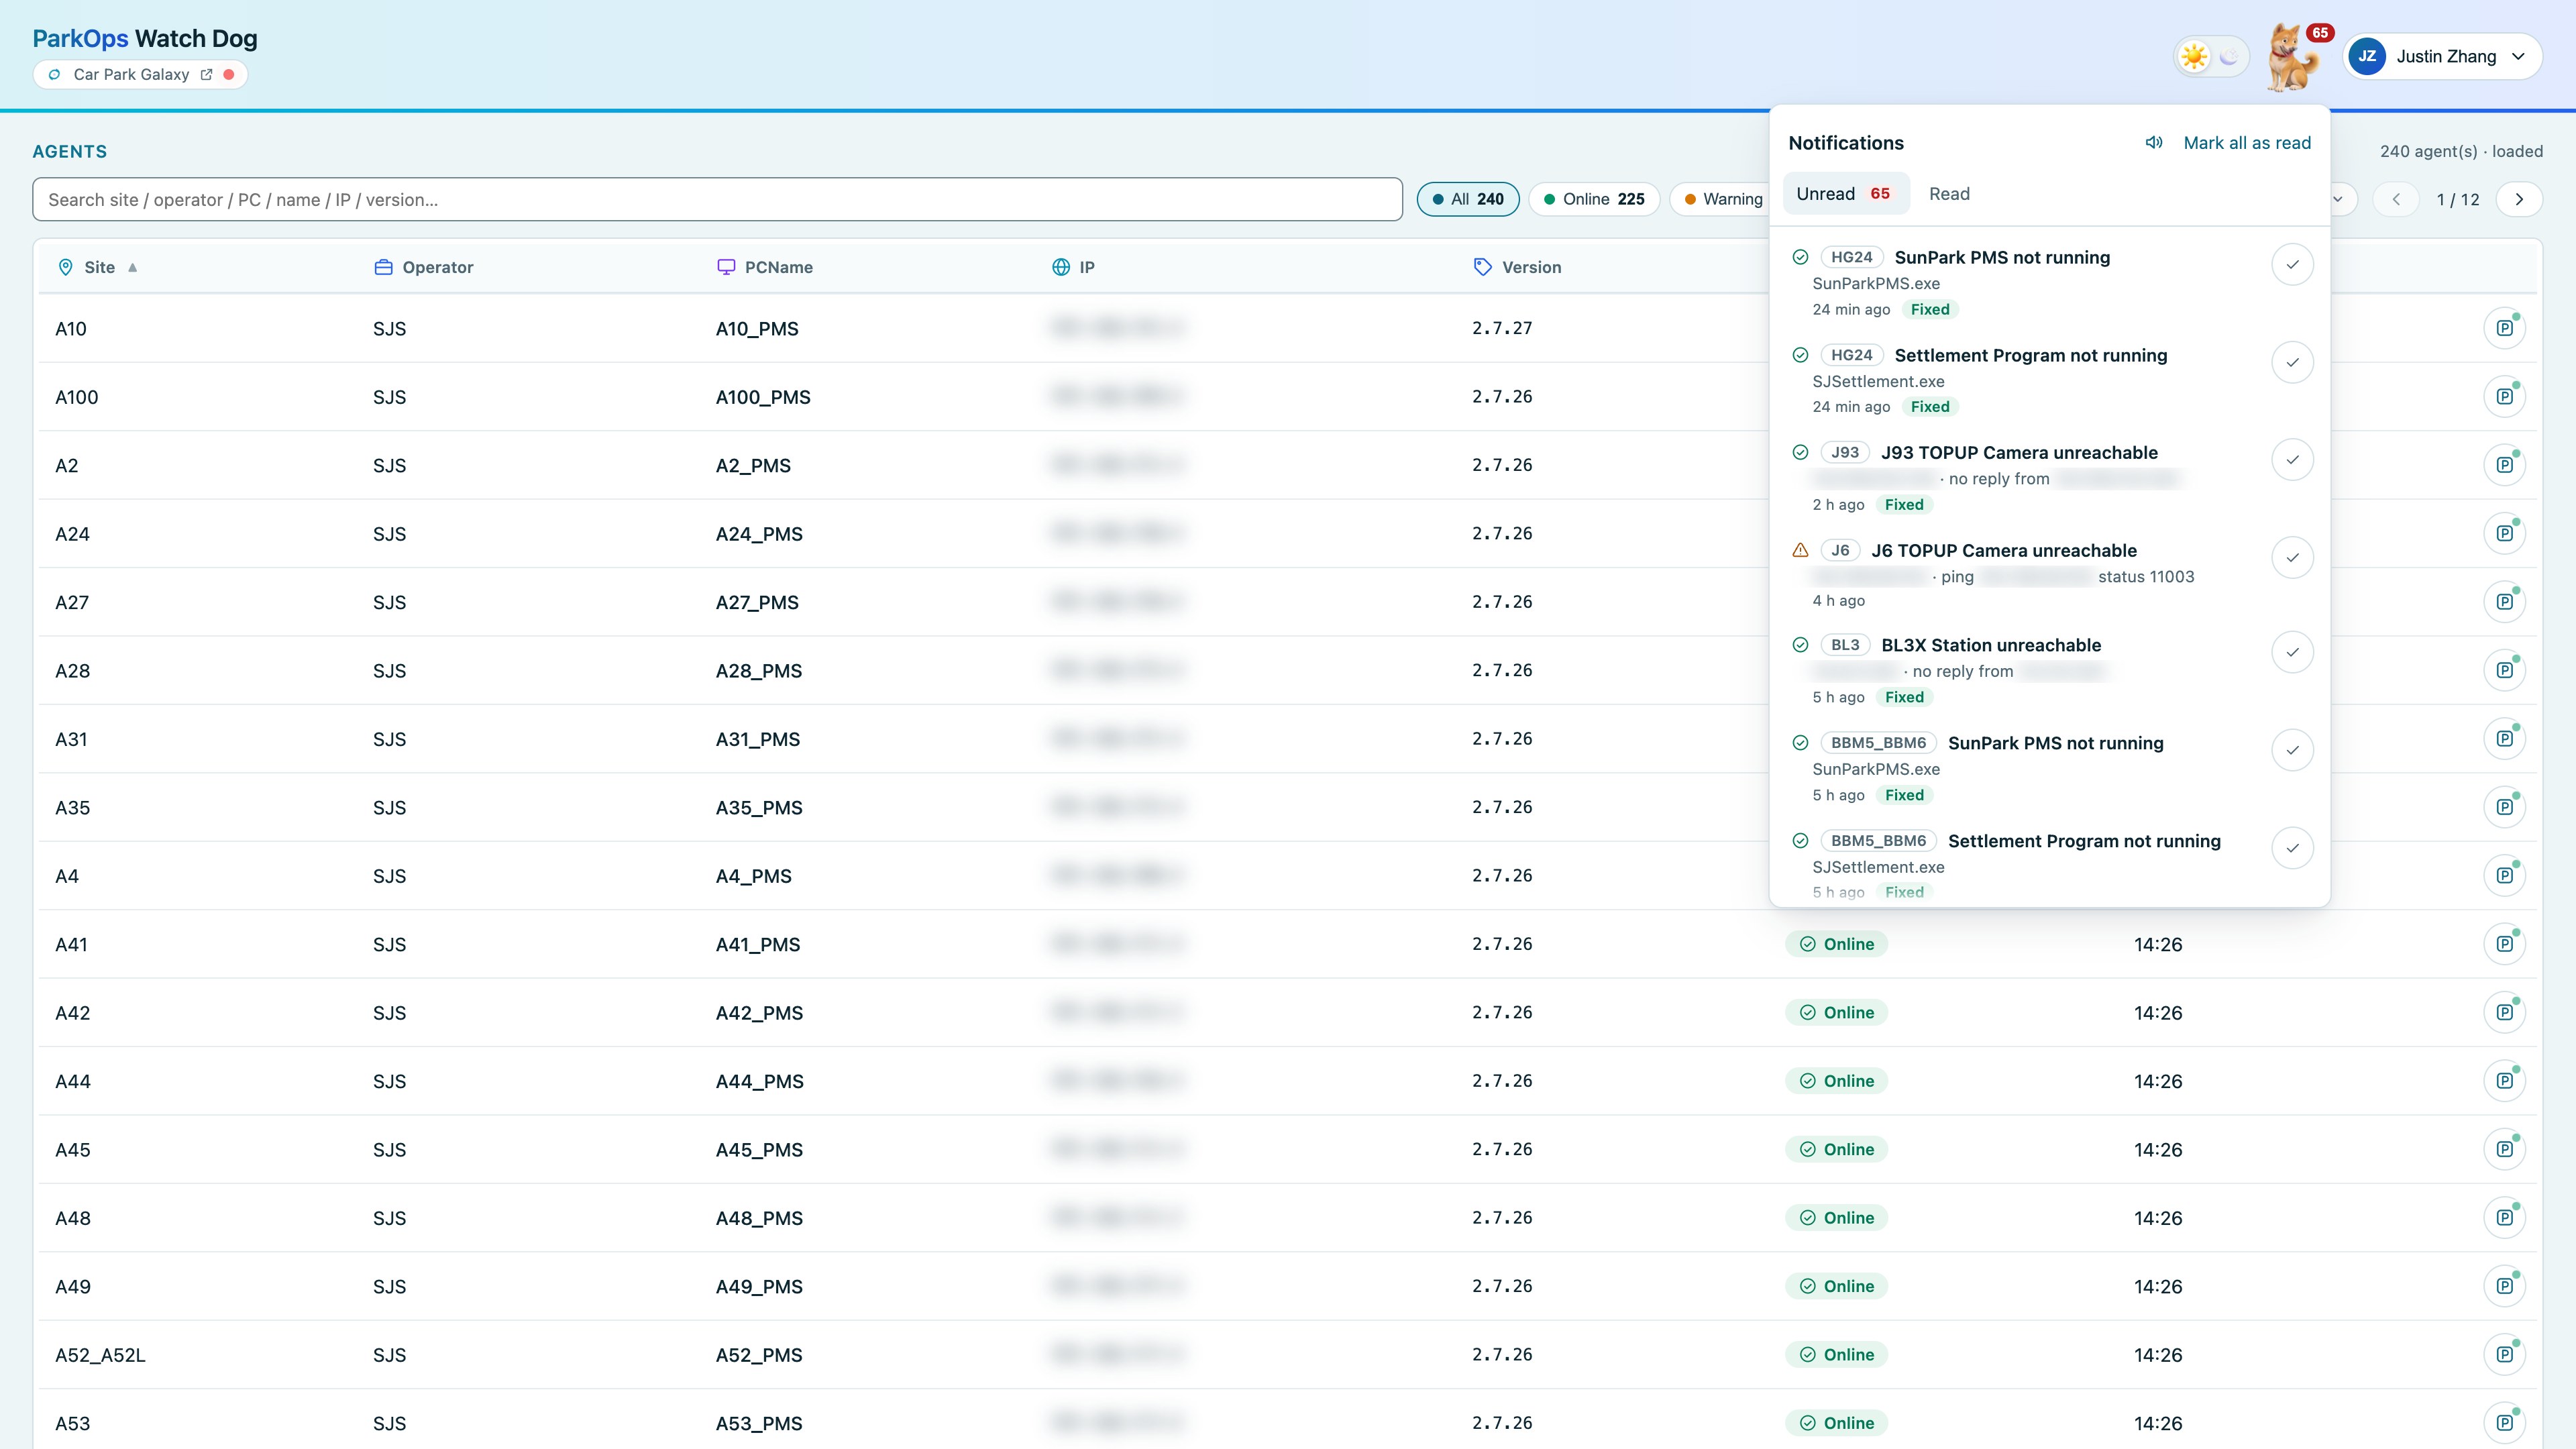 ParkOps Watch Dog
Car Park Galaxy
65
JZ Justin Zhang
AGENTS
240 agent(s) · loaded
Search site / operator / PC / name / IP / version...
All 240
Online 225
Warning
1 / 12
Site ▲ Operator PCName IP Version
A10 SJS A10_PMS 2.7.27
A100 SJS A100_PMS 2.7.26
A2 SJS A2_PMS 2.7.26
A24 SJS A24_PMS 2.7.26
A27 SJS A27_PMS 2.7.26
A28 SJS A28_PMS 2.7.26
A31 SJS A31_PMS 2.7.26
A35 SJS A35_PMS 2.7.26
A4 SJS A4_PMS 2.7.26
A41 SJS A41_PMS 2.7.26 Online 14:26
A42 SJS A42_PMS 2.7.26 Online 14:26
A44 SJS A44_PMS 2.7.26 Online 14:26
A45 SJS A45_PMS 2.7.26 Online 14:26
A48 SJS A48_PMS 2.7.26 Online 14:26
A49 SJS A49_PMS 2.7.26 Online 14:26
A52_A52L SJS A52_PMS 2.7.26 Online 14:26
A53 SJS A53_PMS 2.7.26 Online 14:26
Notifications
Mark all as read
Unread 65
Read
HG24 SunPark PMS not running
SunParkPMS.exe
24 min ago Fixed
HG24 Settlement Program not running
SJSettlement.exe
24 min ago Fixed
J93 J93 TOPUP Camera unreachable
· no reply from
2 h ago Fixed
J6 J6 TOPUP Camera unreachable
· ping status 11003
4 h ago
BL3 BL3X Station unreachable
· no reply from
5 h ago Fixed
BBM5_BBM6 SunPark PMS not running
SunParkPMS.exe
5 h ago Fixed
BBM5_BBM6 Settlement Program not running
SJSettlement.exe
5 h ago Fixed